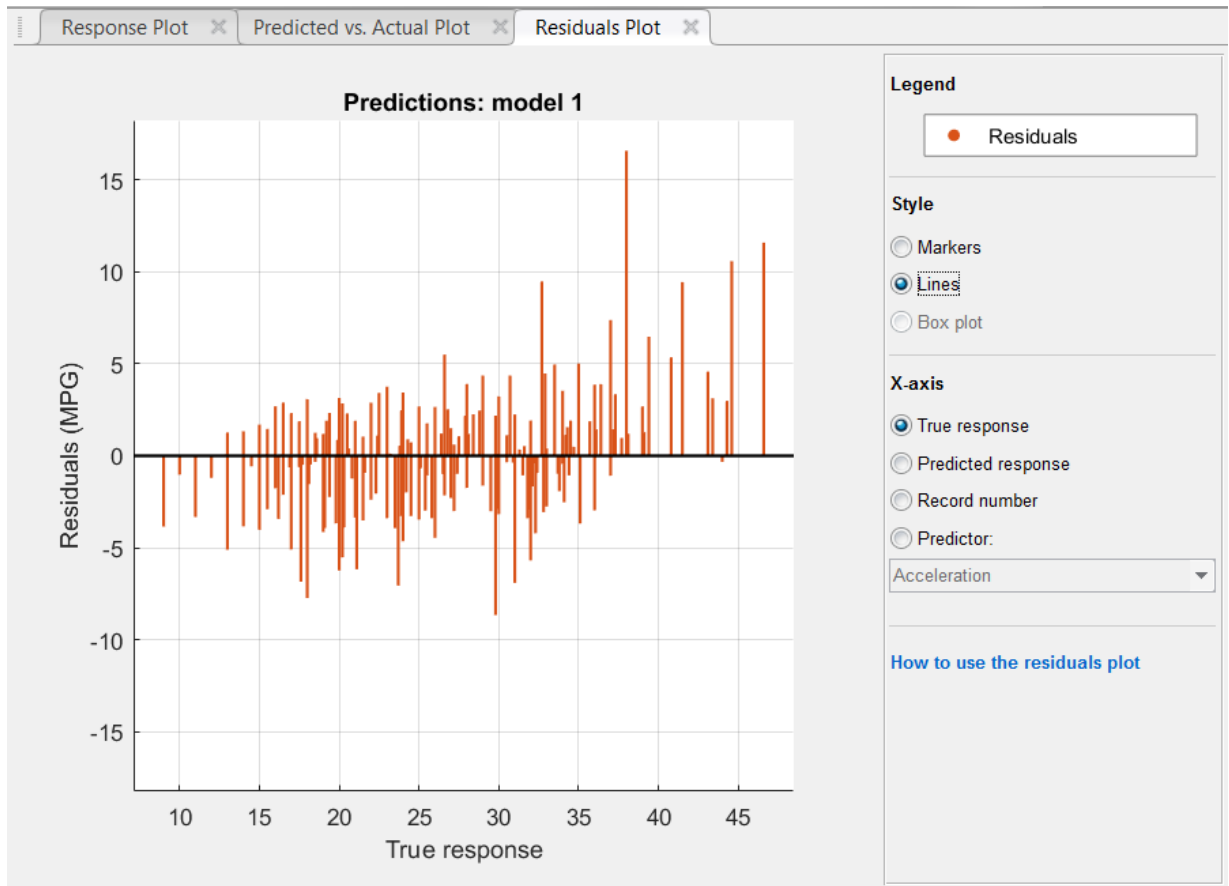 Response Plot
Predicted vs. Actual Plot
Residuals Plot
Predictions: model 1
15
10
5
0
-5
-10
-15
Residuals (MPG)
10 15 20 25 30 35 40 45
True response
Legend
Residuals
Style
Markers
Lines
Box plot
X-axis
True response
Predicted response
Record number
Predictor:
Acceleration
How to use the residuals plot